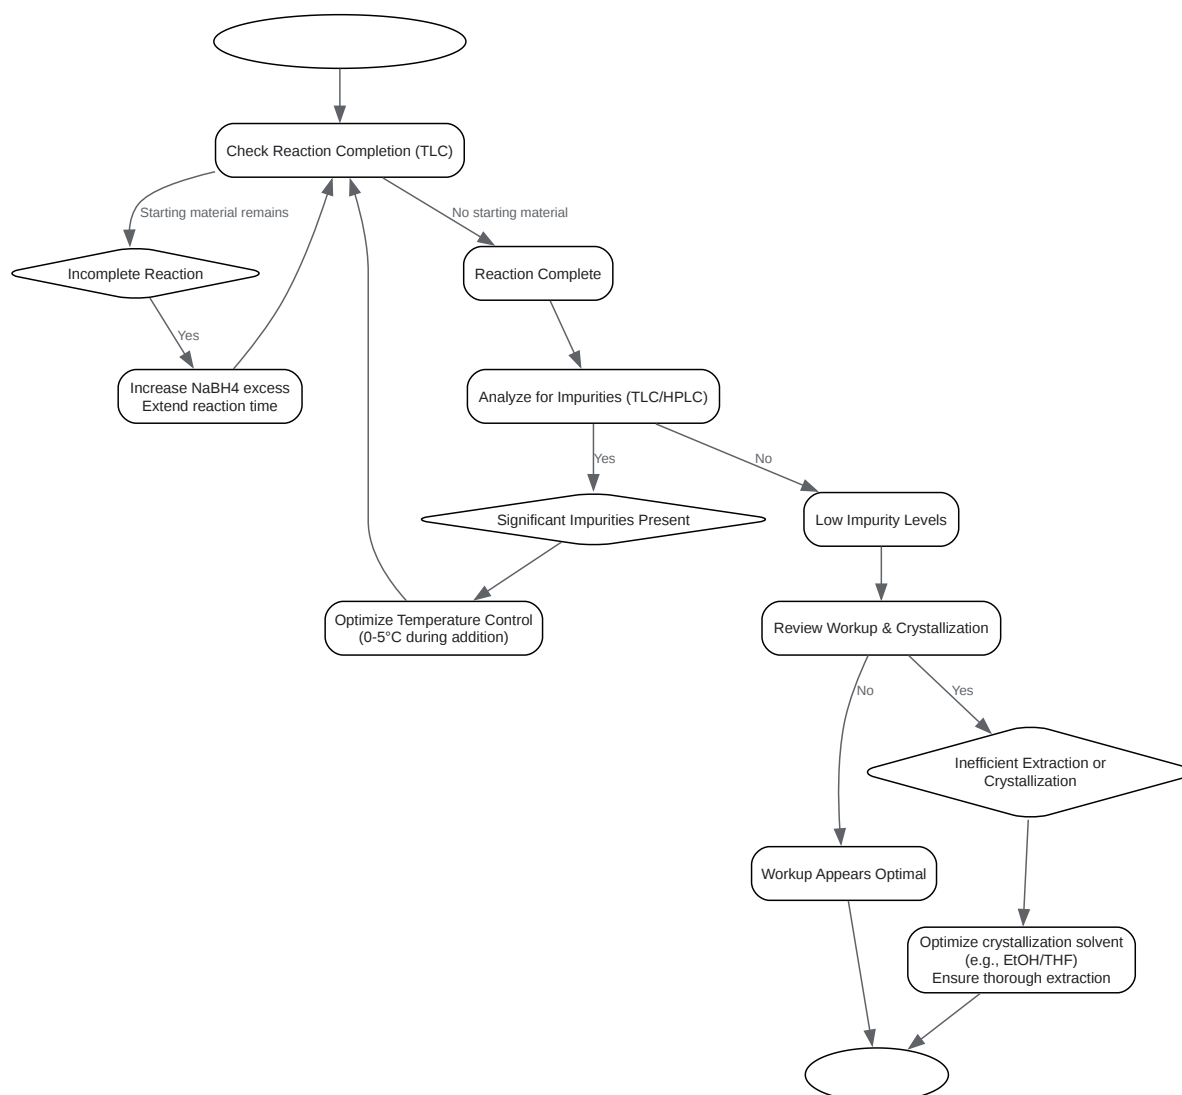 Check Reaction Completion (TLC)
Starting material remains
No starting material
Incomplete Reaction
Reaction Complete
Yes
Increase NaBH4 excess
Extend reaction time
Analyze for Impurities (TLC/HPLC)
Yes
No
Significant Impurities Present
Low Impurity Levels
Optimize Temperature Control
(0-5°C during addition)
Review Workup & Crystallization
No
Yes
Inefficient Extraction or
Crystallization
Workup Appears Optimal
Optimize crystallization solvent
(e.g., EtOH/THF)
Ensure thorough extraction